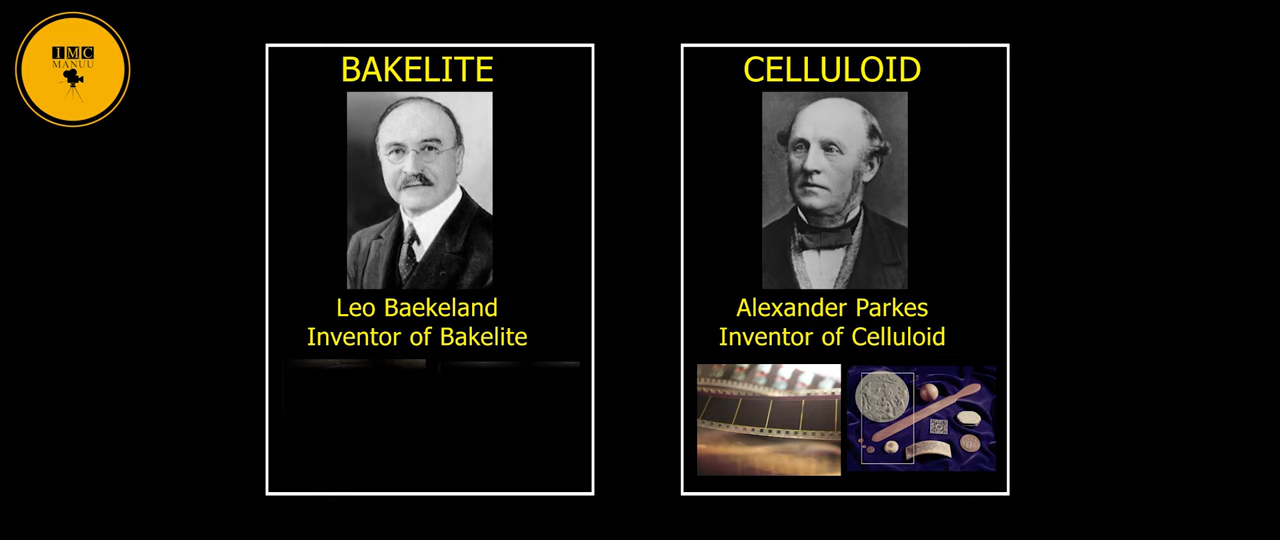 IMC
MANUU
BAKELITE
Leo Baekeland
Inventor of Bakelite
CELLULOID
Alexander Parkes
Inventor of Celluloid